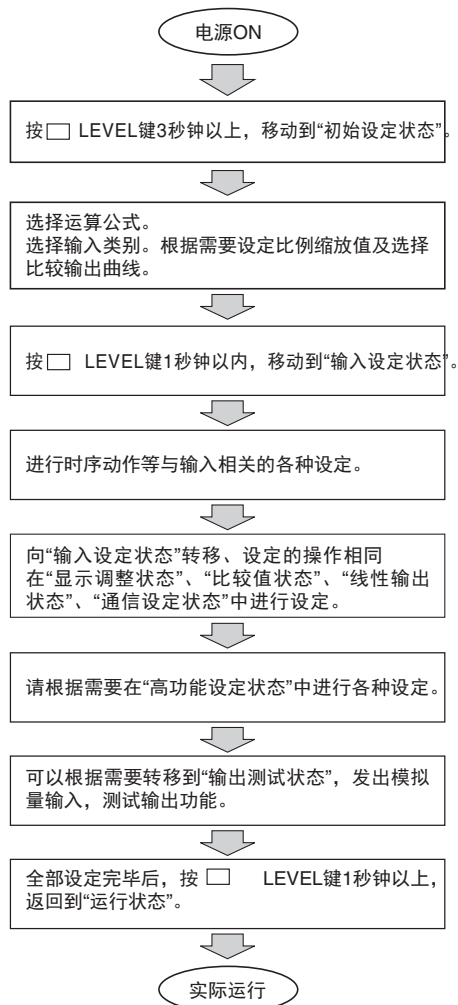 电源ON
按□ LEVEL键3秒钟以上，移动到“初始设定状态”。
选择运算公式。
选择输入类别。根据需要设定比例缩放值及选择
比较输出曲线。
按□ LEVEL键1秒钟以内，移动到“输入设定状态”。
进行时序动作等与输入相关的各种设定。
向“输入设定状态”转移、设定的操作相同
在“显示调整状态”、“比较值状态”、“线性输出
状态”、“通信设定状态”中进行设定。
请根据需要在“高功能设定状态”中进行各种设定。
可以根据需要转移到“输出测试状态”，发出模拟
量输入，测试输出功能。
全部设定完毕后，按□ LEVEL键1秒钟以上，
返回到“运行状态”。
实际运行